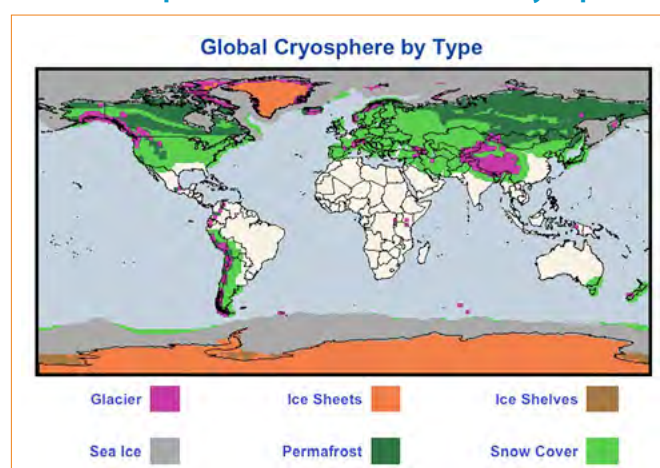 Global Cryosphere by Type
Glacier
Ice Sheets
Ice Shelves
Sea Ice
Permafrost
Snow Cover